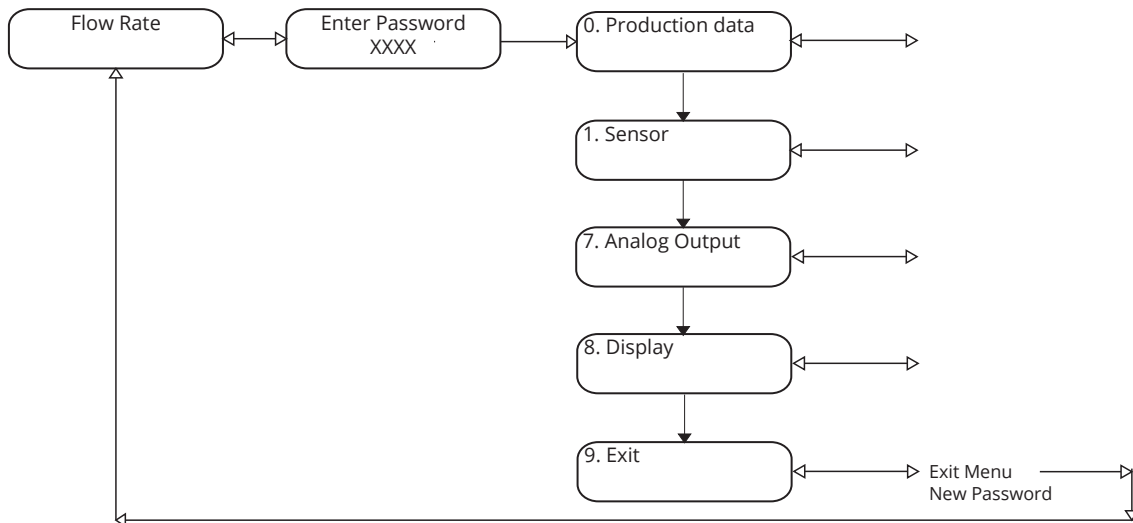 Flow Rate
Enter Password
XXXX
0. Production data
1. Sensor
7. Analog Output
8. Display
9. Exit
Exit Menu
New Password